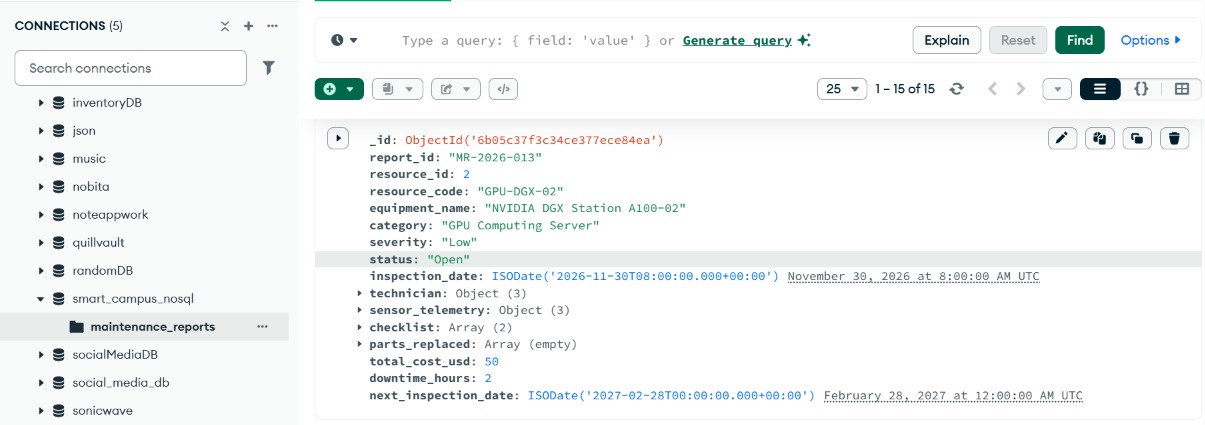 CONNECTIONS (5)
Search connections
inventoryDB
json
music
nobita
noteappwork
quillvault
randomDB
smart_campus_nosql
maintenance_reports
socialMediaDB
social_media_db
sonicwave
Type a query: { field: 'value' } or Generate query
Explain
Reset
Find
Options
25
1 – 15 of 15
_id: ObjectId('6b05c37f3c34ce377ece84ea')
report_id: "MR-2026-013"
resource_id: 2
resource_code: "GPU-DGX-02"
equipment_name: "NVIDIA DGX Station A100-02"
category: "GPU Computing Server"
severity: "Low"
status: "Open"
inspection_date: ISODate('2026-11-30T08:00:00.000+00:00') November 30, 2026 at 8:00:00 AM UTC
technician: Object (3)
sensor_telemetry: Object (3)
checklist: Array (2)
parts_replaced: Array (empty)
total_cost_usd: 50
downtime_hours: 2
next_inspection_date: ISODate('2027-02-28T00:00:00.000+00:00') February 28, 2027 at 12:00:00 AM UTC